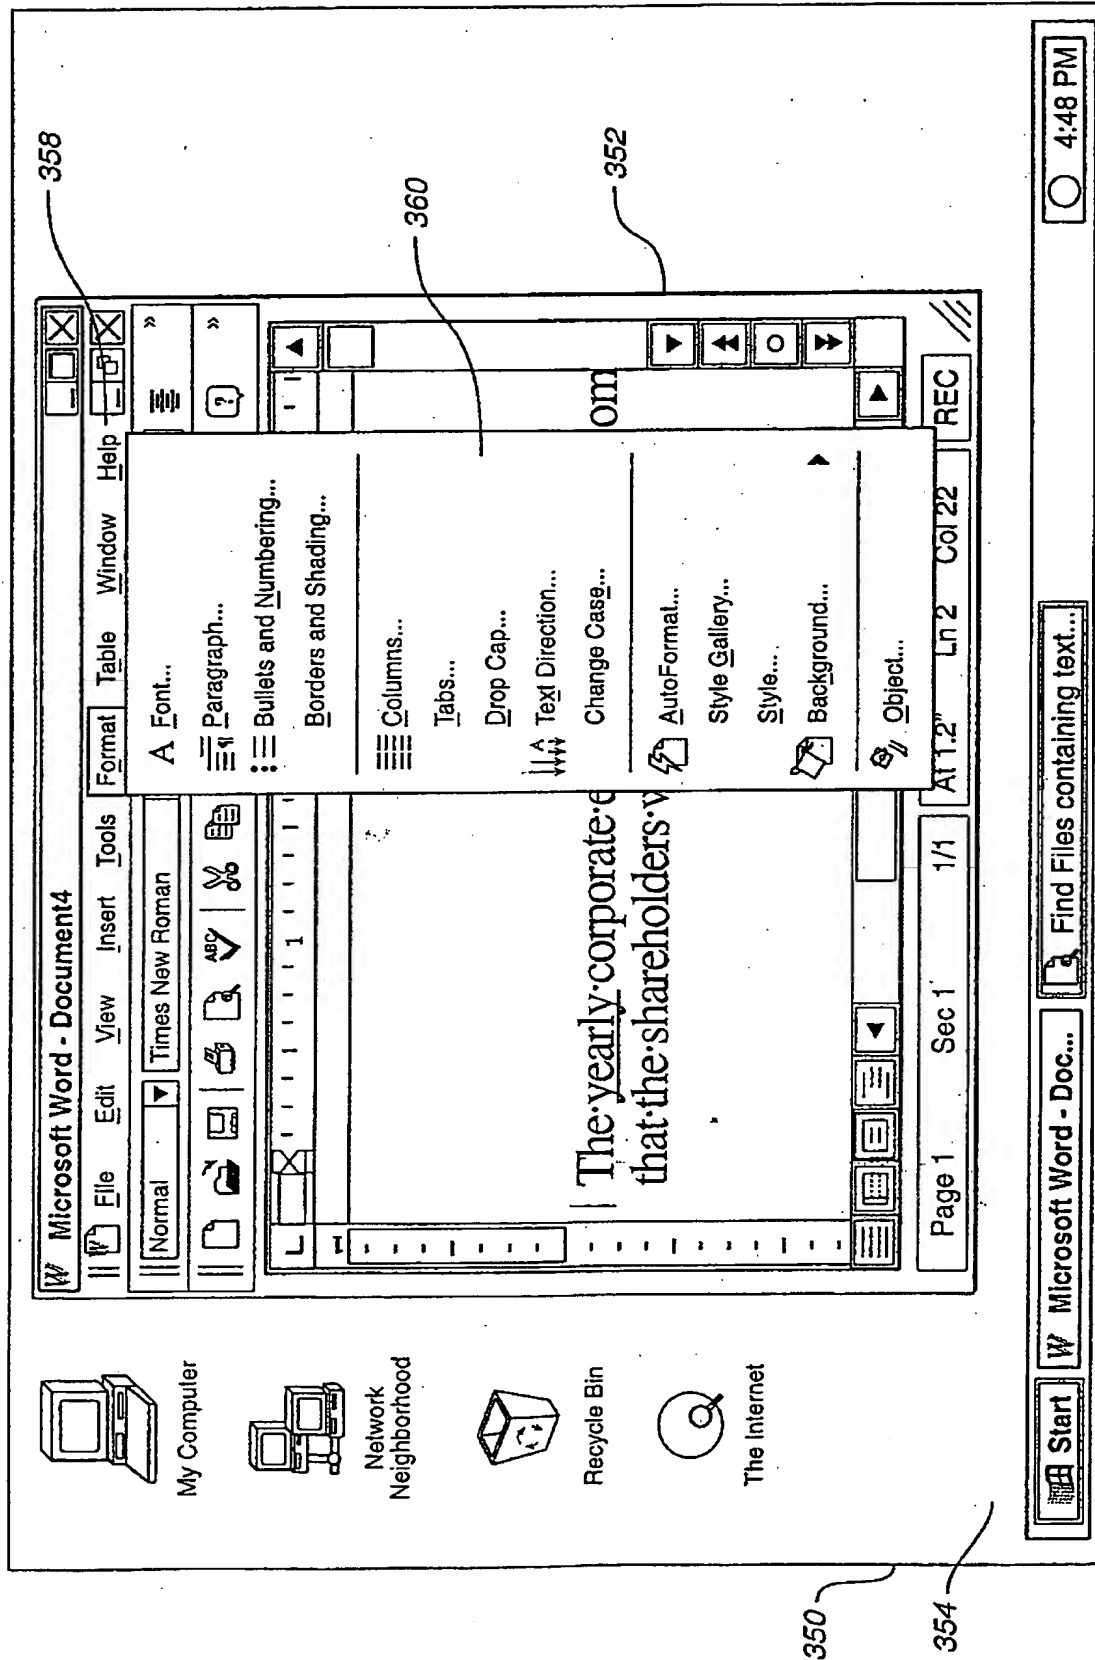 358
360
352
350
354
My Computer
Network
Neighborhood
Recycle Bin
The Internet
W Microsoft Word - Document4
W File Edit View Insert Tools Format Table Window Help
Normal Times New Roman »
ABC ? »
L 1
A Font...
Paragraph...
Bullets and Numbering...
Borders and Shading...
Columns...
Tabs...
Drop Cap...
A Text Direction...
Change Case...
AutoFormat...
Style Gallery...
Style...
Background...
Object...
The·yearly·corporate·e om
that·the·shareholders·v
Page 1 Sec 1 1/1 At 1.2" Ln 2 Col 22 REC
Start W Microsoft Word - Doc... Find Files containing text... 4:48 PM